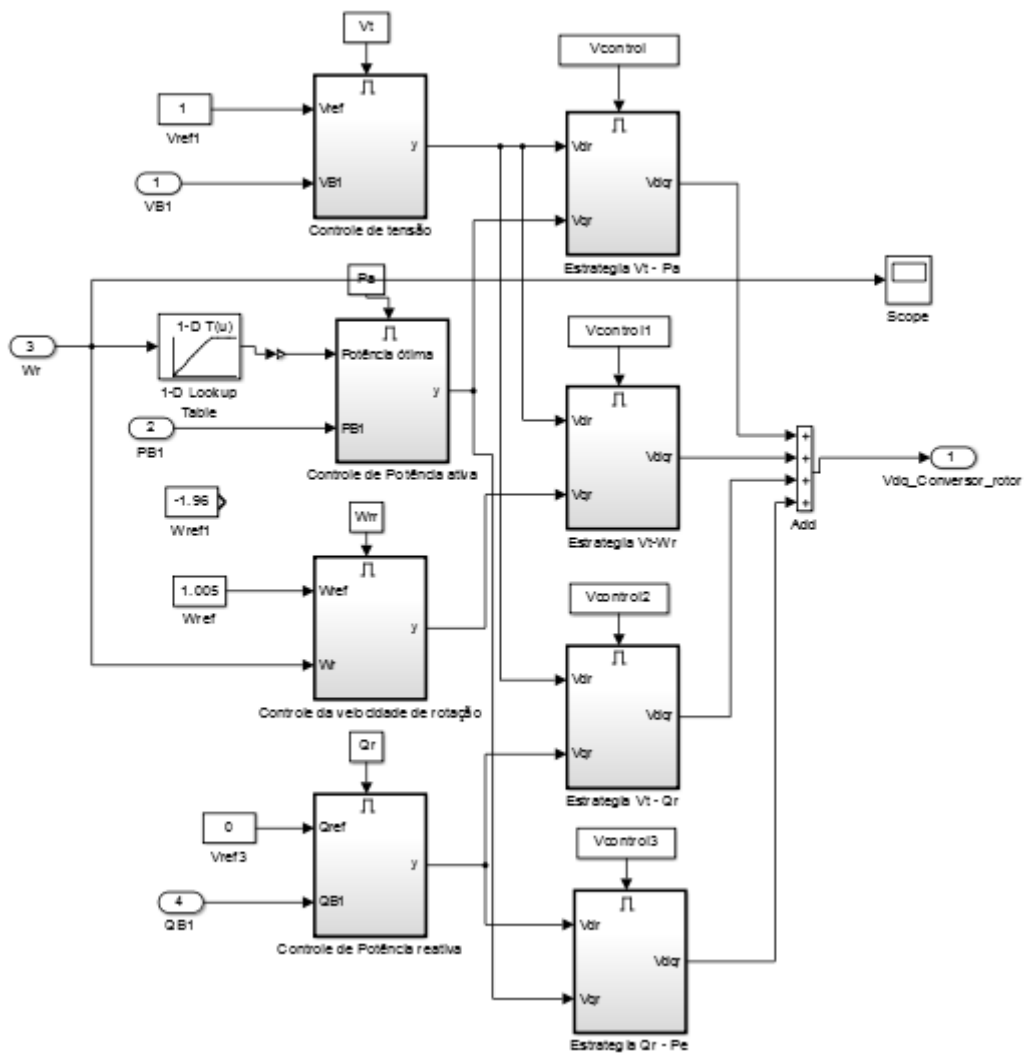 Vt
Vref
1
Vref1
y
1
VB1
VB1
Controle de tensão
Vcontrol
Vdr
Vdqr
Vqr
Estrategia Vt - Pa
Pa
Scope
3
Wr
1-D T(u)
1-D Lookup
Table
Potência ótima
y
2
PB1
PB1
Controle de Potência ativa
Vcontrol1
Vdr
Vdqr
Vqr
Estrategia Vt-Wr
-1.96
Wref1
Wrr
1.005
Wref
Wref
y
Wr
Controle da velocidade de rotação
+
+
+
+
Add
1
Vdq_Conversor_rotor
Vcontrol2
Vdr
Vdqr
Vqr
Estrategia Vt - Qr
Qr
0
Vref3
Qref
y
4
QB1
QB1
Controle de Potência reativa
Vcontrol3
Vdr
Vdqr
Vqr
Estrategia Qr - Pe